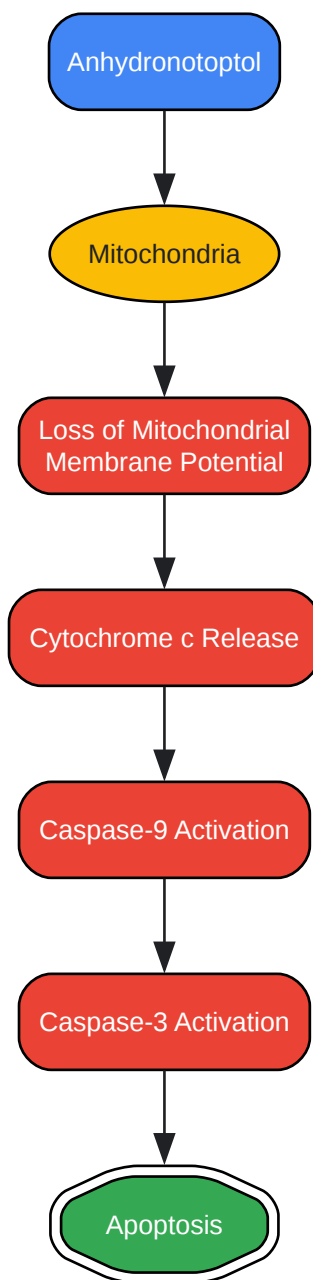 Anhydronotoptol
Mitochondria
Loss of Mitochondrial
Membrane Potential
Cytochrome c Release
Caspase-9 Activation
Caspase-3 Activation
Apoptosis